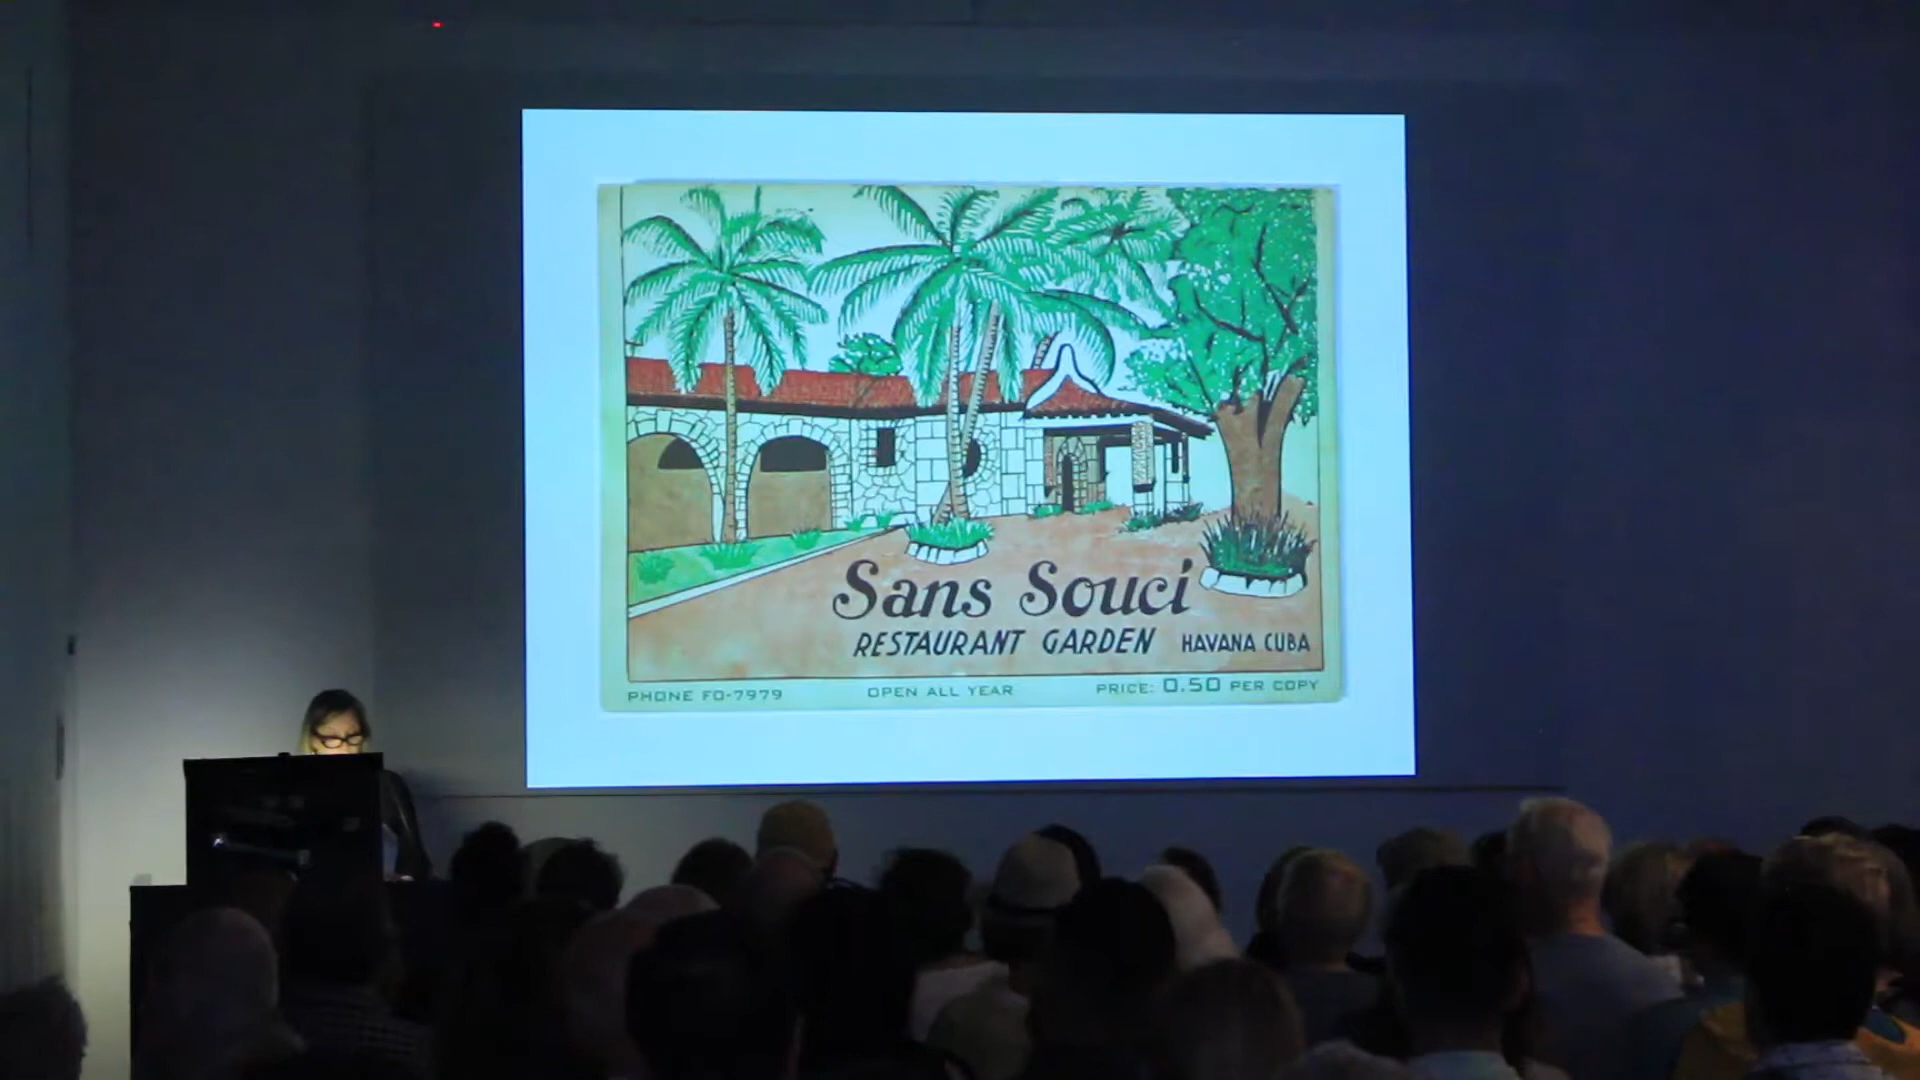 Sans Souci
RESTAURANT GARDEN HAVANA CUBA
PHONE FO-7979 OPEN ALL YEAR PRICE: 0.50 PER COPY